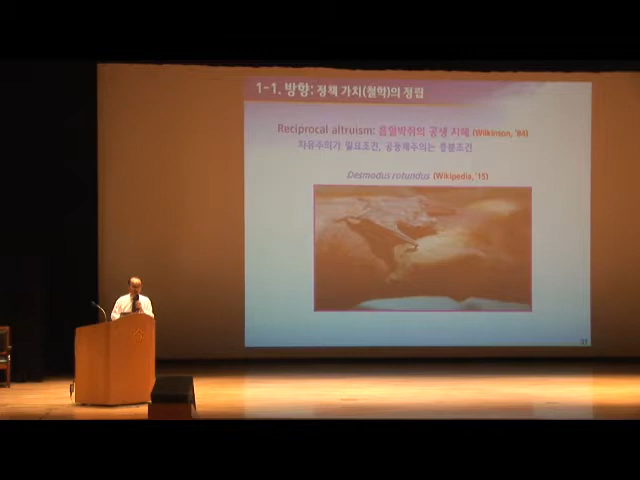 1-1. 방향: 정책 가치(철학)의 정립
Reciprocal altruism: 흡혈박쥐의 공생 지혜 (Wilkinson, '84)
자유주의가 필요조건, 공동체주의는 충분조건
Desmodus rotundus (Wikipedia, '15)